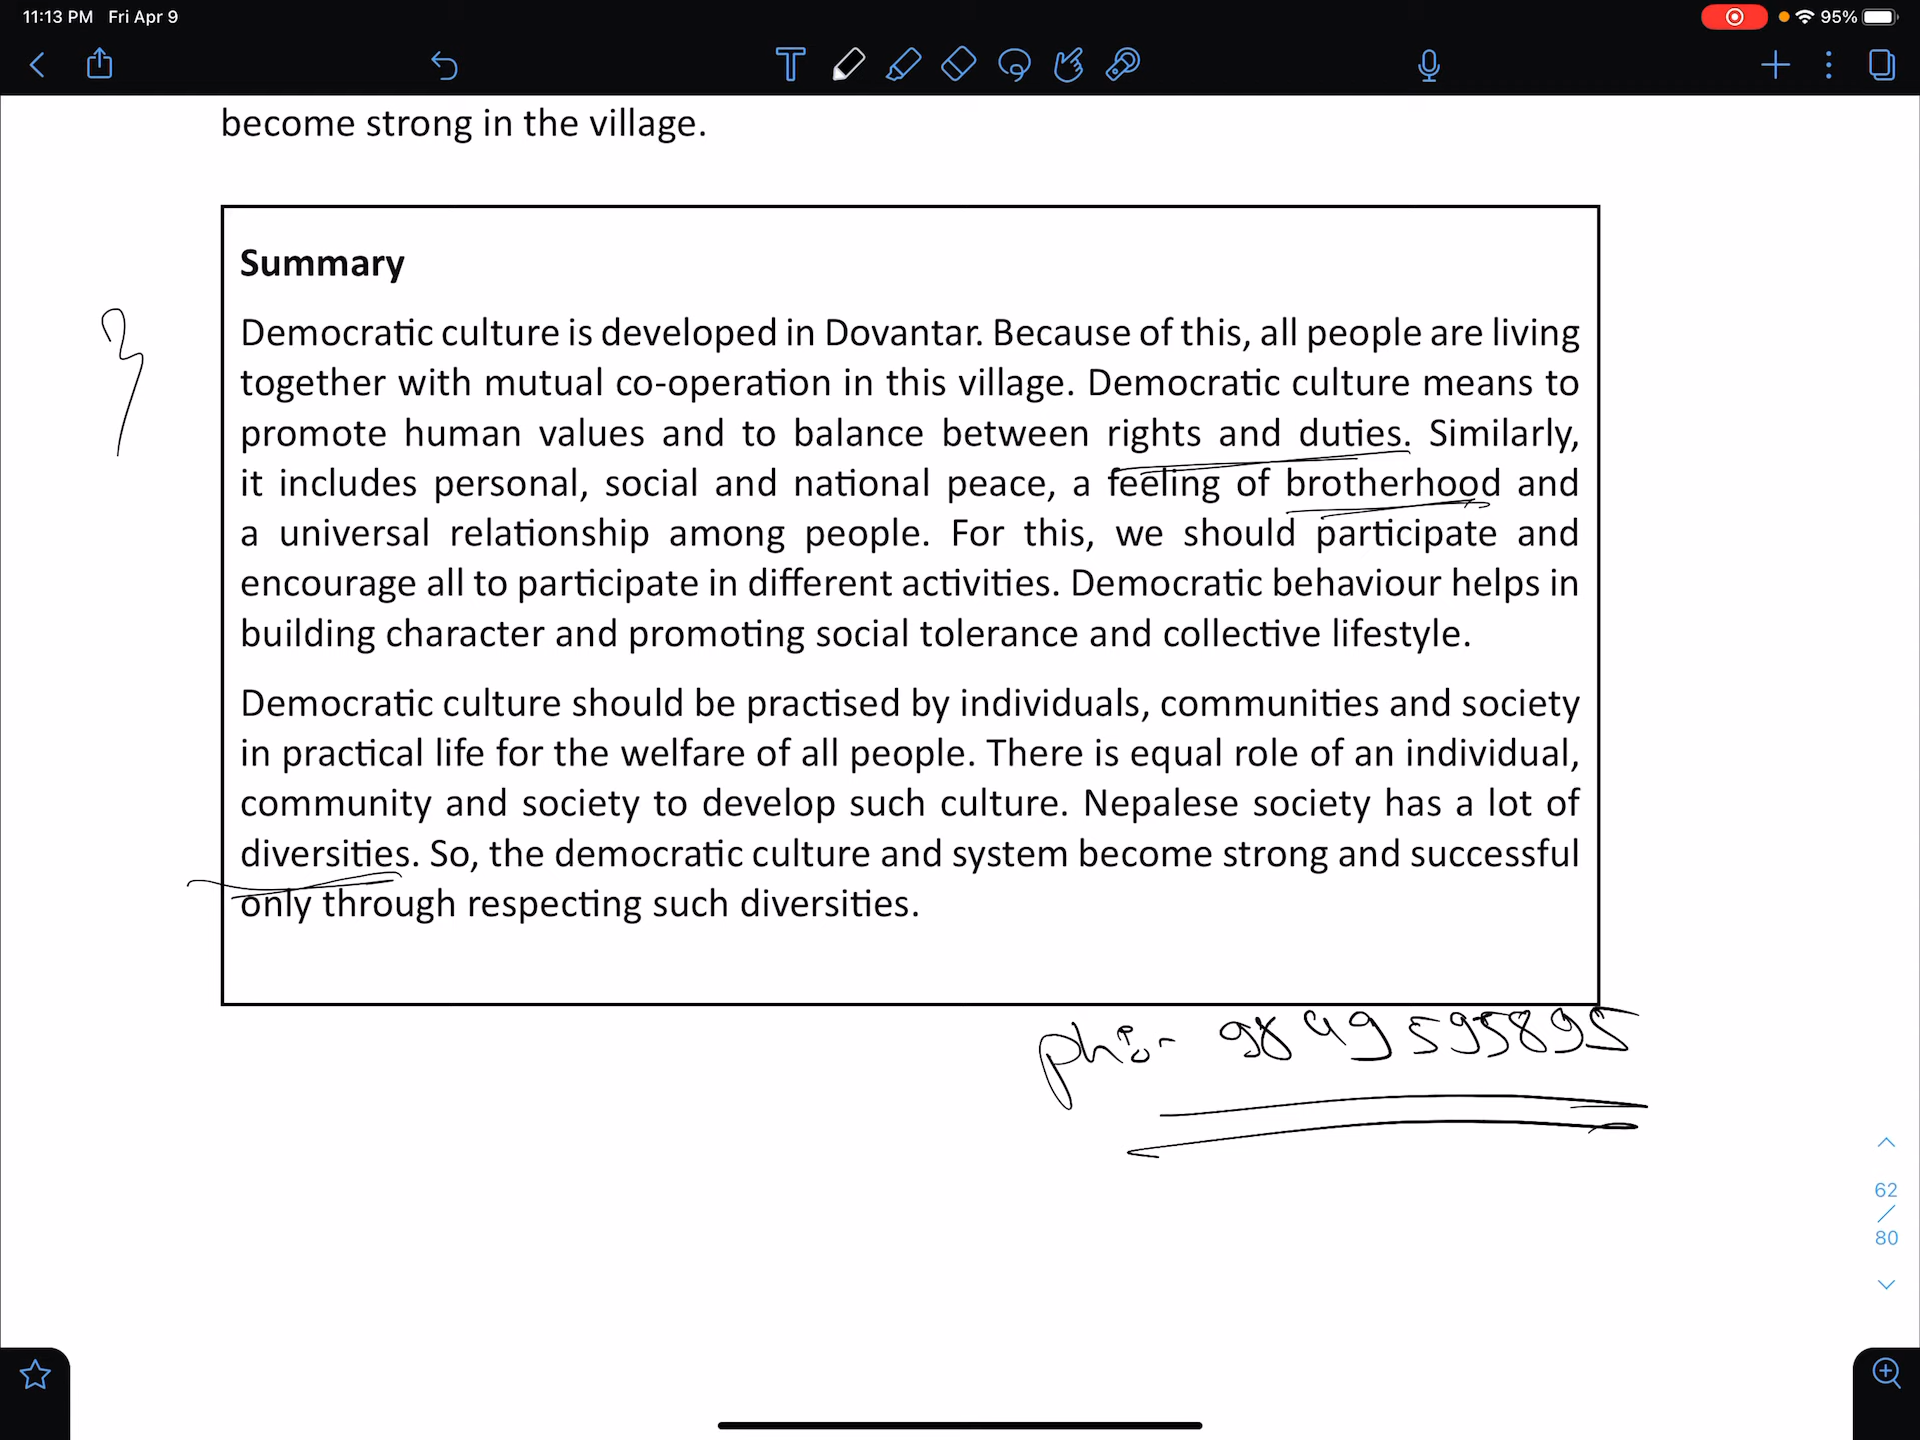 11:13 PM Fri Apr 9
95%
become strong in the village.
Summary
Democratic culture is developed in Dovantar. Because of this, all people are living
together with mutual co-operation in this village. Democratic culture means to
promote human values and to balance between rights and duties. Similarly,
it includes personal, social and national peace, a feeling of brotherhood and
a universal relationship among people. For this, we should participate and
encourage all to participate in different activities. Democratic behaviour helps in
building character and promoting social tolerance and collective lifestyle.
Democratic culture should be practised by individuals, communities and society
in practical life for the welfare of all people. There is equal role of an individual,
community and society to develop such culture. Nepalese society has a lot of
diversities. So, the democratic culture and system become strong and successful
only through respecting such diversities.
9849595895
62
/
80